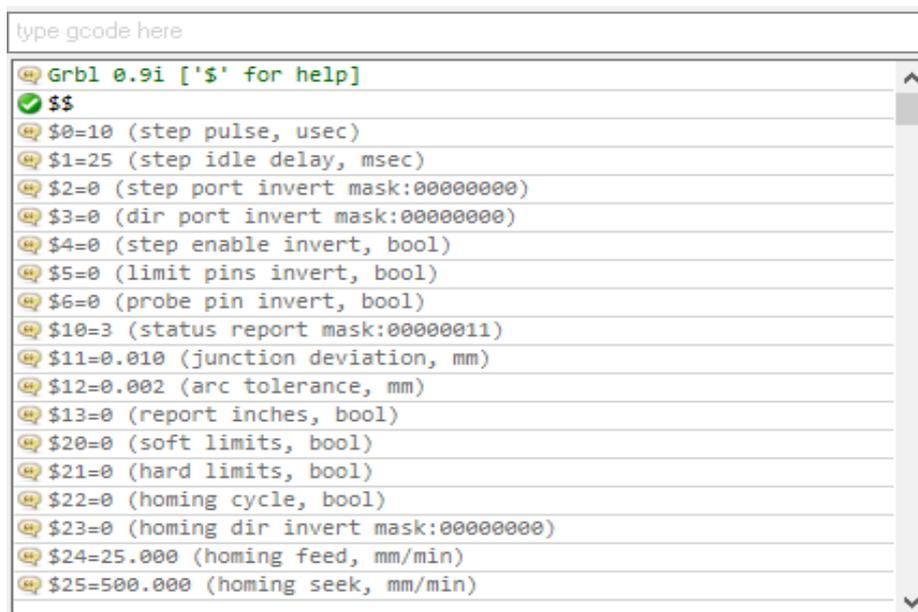 type gcode here
Grbl 0.9i ['$' for help]
$$
$0=10 (step pulse, usec)
$1=25 (step idle delay, msec)
$2=0 (step port invert mask:00000000)
$3=0 (dir port invert mask:00000000)
$4=0 (step enable invert, bool)
$5=0 (limit pins invert, bool)
$6=0 (probe pin invert, bool)
$10=3 (status report mask:00000011)
$11=0.010 (junction deviation, mm)
$12=0.002 (arc tolerance, mm)
$13=0 (report inches, bool)
$20=0 (soft limits, bool)
$21=0 (hard limits, bool)
$22=0 (homing cycle, bool)
$23=0 (homing dir invert mask:00000000)
$24=25.000 (homing feed, mm/min)
$25=500.000 (homing seek, mm/min)